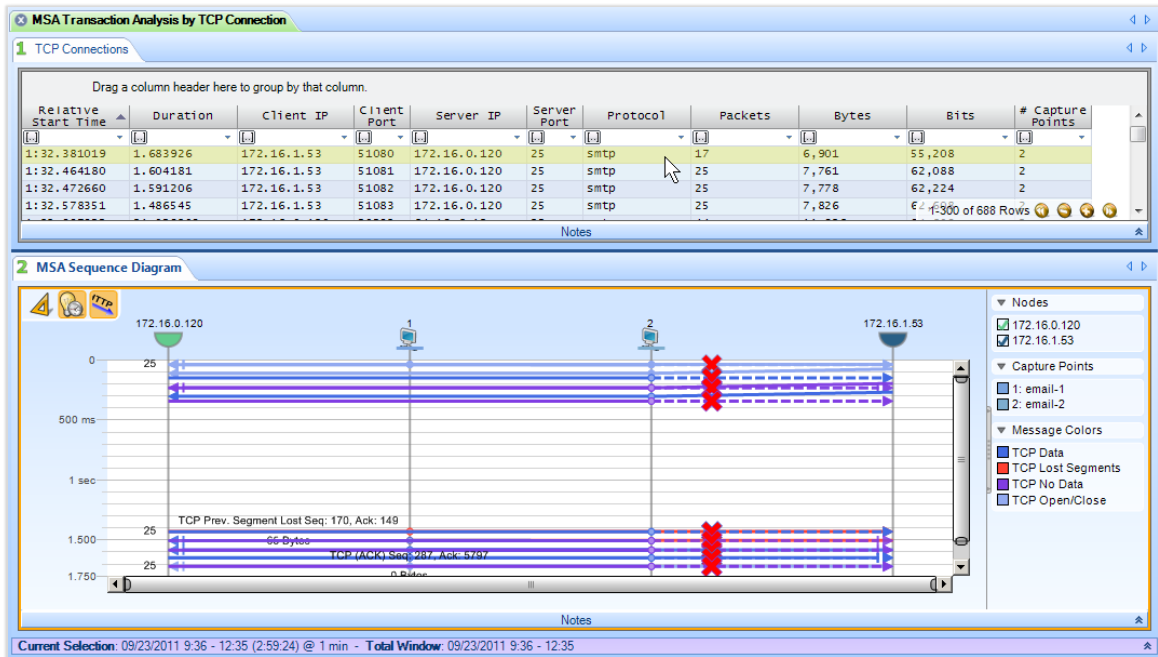 MSA Transaction Analysis by TCP Connection
1 TCP Connections
Drag a column header here to group by that column.
Relative Start Time Duration Client IP Client Port Server IP Server Port Protocol Packets Bytes Bits # Capture Points
1:32.381019 1.683926 172.16.1.53 51080 172.16.0.120 25 smtp 17 6,901 55,208 2
1:32.464180 1.604181 172.16.1.53 51081 172.16.0.120 25 smtp 25 7,761 62,088 2
1:32.472660 1.591206 172.16.1.53 51082 172.16.0.120 25 smtp 25 7,778 62,224 2
1:32.578351 1.486545 172.16.1.53 51083 172.16.0.120 25 smtp 25 7,826
1-300 of 688 Rows
Notes
2 MSA Sequence Diagram
HTTP
172.16.0.120 1 2 172.16.1.53
0 25
500 ms
1 sec
TCP Prev. Segment Lost Seq: 170, Ack: 149
25
1.500 66 Bytes
TCP (ACK) Seq: 287, Ack: 5797
25
0 Bytes
1.750
Nodes
172.16.0.120
172.16.1.53
Capture Points
1: email-1
2: email-2
Message Colors
TCP Data
TCP Lost Segments
TCP No Data
TCP Open/Close
Notes
Current Selection: 09/23/2011 9:36 - 12:35 (2:59:24) @ 1 min - Total Window: 09/23/2011 9:36 - 12:35